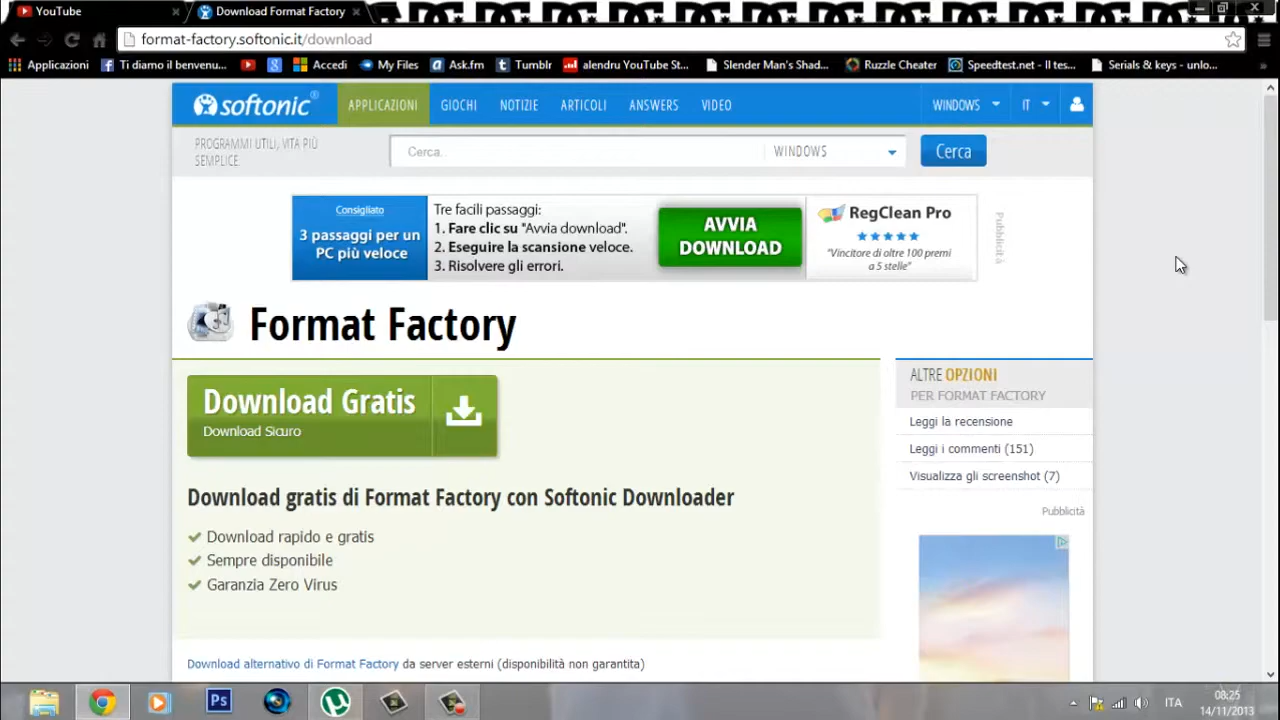 YouTube
Download Format Factory
format-factory.softonic.it/download
Applicazioni
Ti diamo il benvenu...
Accedi
My Files
Ask.fm
Tumblr
alendru YouTube St...
Slender Man's Shad...
Ruzzle Cheater
Speedtest.net - Il tes...
Serials & keys - unlo...
»
softonic®
APPLICAZIONI
GIOCHI
NOTIZIE
ARTICOLI
ANSWERS
VIDEO
WINDOWS
IT
PROGRAMMI UTILI, VITA PIÙ
SEMPLICE.
Cerca..
WINDOWS
Cerca
Consigliato
3 passaggi per un
PC più veloce
Tre facili passaggi:
1. Fare clic su "Avvia download".
2. Eseguire la scansione veloce.
3. Risolvere gli errori.
AVVIA
DOWNLOAD
RegClean Pro
"Vincitore di oltre 100 premi
a 5 stelle"
Pubblicità
Format Factory
Download Gratis
Download Sicuro
ALTRE OPZIONI
PER FORMAT FACTORY
Leggi la recensione
Leggi i commenti (151)
Visualizza gli screenshot (7)
Pubblicità
Download gratis di Format Factory con Softonic Downloader
Download rapido e gratis
Sempre disponibile
Garanzia Zero Virus
Download alternativo di Format Factory da server esterni (disponibilità non garantita)
Ps
ITA
08:25
14/11/2013